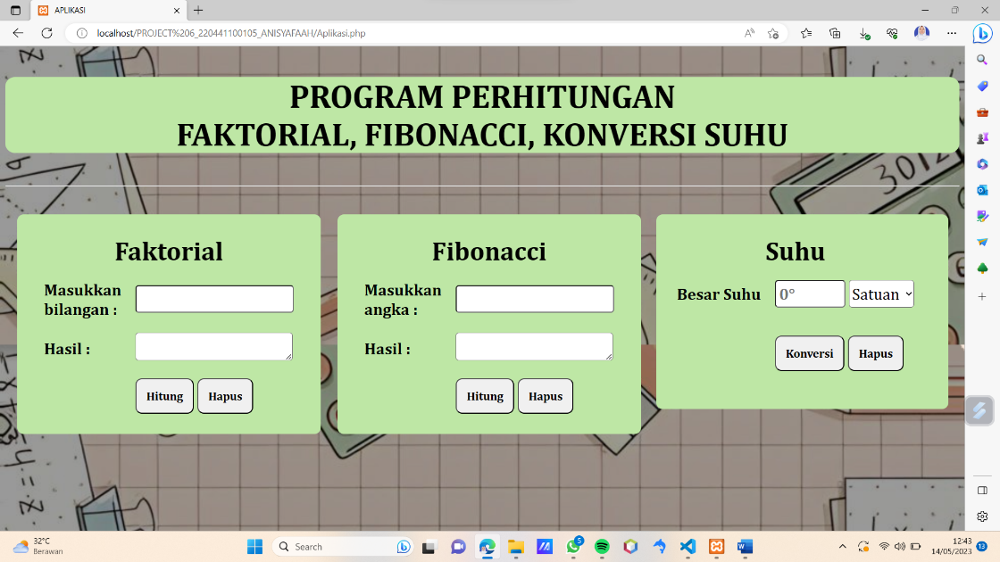 APLIKASI
localhost/PROJECT%206_220441100105_ANISYAFAAH/Aplikasi.php
PROGRAM PERHITUNGAN
FAKTORIAL, FIBONACCI, KONVERSI SUHU
3012
Faktorial
Masukkan
bilangan :
Hasil :
Hitung Hapus
Fibonacci
Masukkan
angka :
Hasil :
Hitung Hapus
Suhu
Besar Suhu 0° Satuan
Konversi Hapus
32°C
Berawan
Search
5
12:43
14/05/2023
13